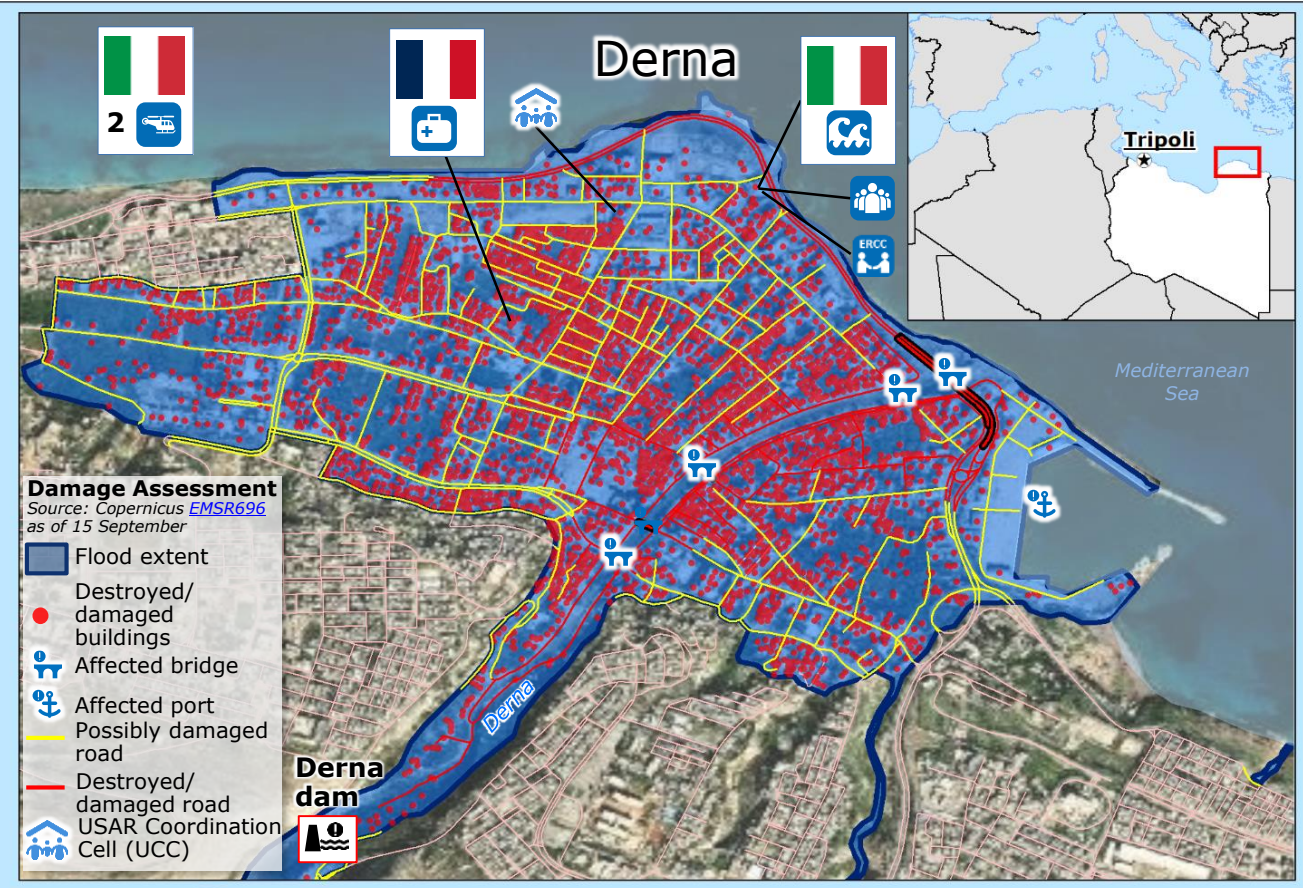 Derna
2
ERCC
Tripoli
Mediterranean
Sea
Damage Assessment
Source: Copernicus EMSR696
as of 15 September
Flood extent
Destroyed/
damaged
buildings
Affected bridge
Affected port
Possibly damaged
road
Destroyed/
damaged road
USAR Coordination
Cell (UCC)
Derna
Derna
dam